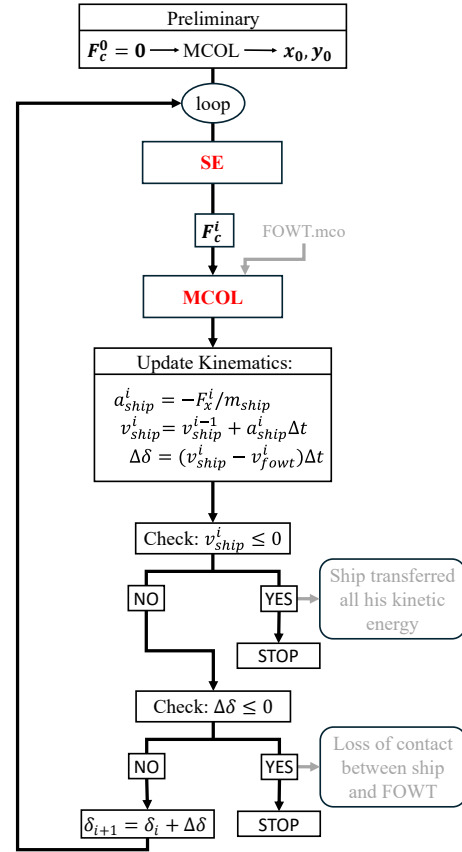 Preliminary
F_c^0 = 0 → MCOL → x_0, y_0
loop
SE
F_c^i
FOWT.mco
MCOL
Update Kinematics:
a_ship^i = −F_x^i/m_ship
v_ship^i = v_ship^{i−1} + a_ship^i Δt
Δδ = (v_ship^i − v_fowt^i)Δt
Check: v_ship^i ≤ 0
NO
YES
Ship transferred
all his kinetic
energy
STOP
Check: Δδ ≤ 0
NO
YES
Loss of contact
between ship
and FOWT
δ_{i+1} = δ_i + Δδ
STOP